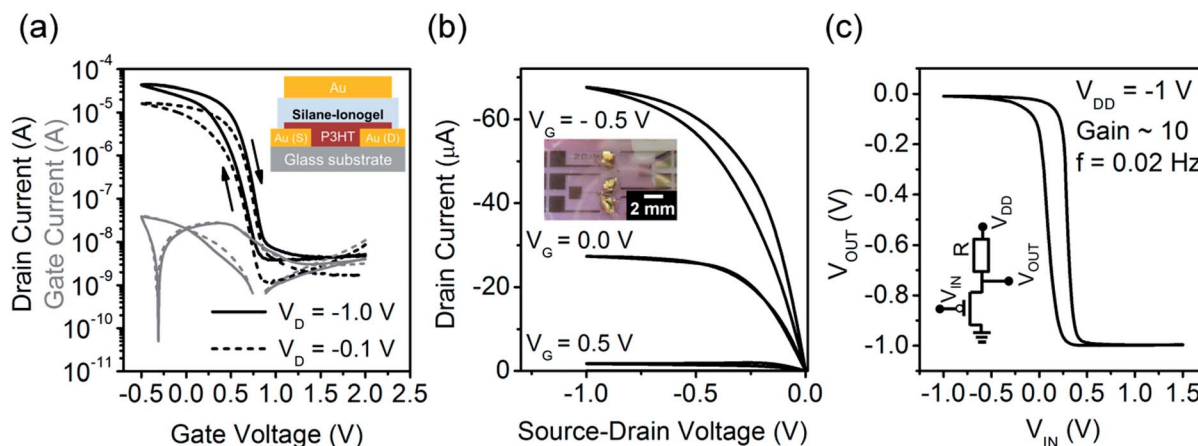 (a)
Drain Current (A)
Gate Current (A)
10⁻⁴
10⁻⁵
10⁻⁶
10⁻⁷
10⁻⁸
10⁻⁹
10⁻¹⁰
10⁻¹¹
Au
Silane-Ionogel
Au (S) P3HT Au (D)
Glass substrate
V_D = -1.0 V
V_D = -0.1 V
-0.5 0.0 0.5 1.0 1.5 2.0 2.5
Gate Voltage (V)
(b)
Drain Current (µA)
-60
-40
-20
0
V_G = - 0.5 V
2 mm
V_G = 0.0 V
V_G = 0.5 V
-1.0 -0.5 0.0
Source-Drain Voltage (V)
(c)
V_OUT (V)
0.0
-0.2
-0.4
-0.6
-0.8
-1.0
V_DD = -1 V
Gain ~ 10
f = 0.02 Hz
V_DD
R
V_IN
V_OUT
-1.0 -0.5 0.0 0.5 1.0 1.5
V_IN (V)